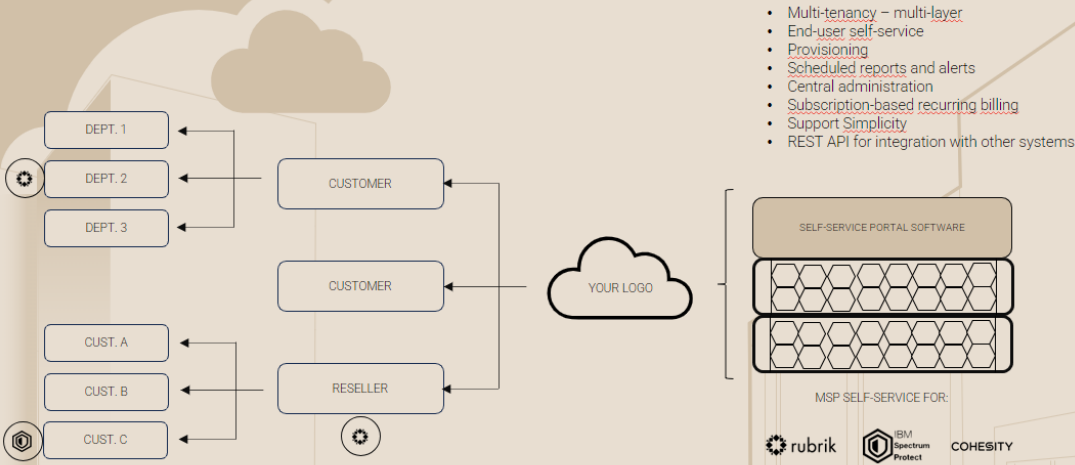 • Multi-tenancy – multi-layer
• End-user self-service
• Provisioning
• Scheduled reports and alerts
• Central administration
• Subscription-based recurring billing
• Support Simplicity
• REST API for integration with other systems
DEPT. 1
DEPT. 2
DEPT. 3
CUSTOMER
CUSTOMER
CUST. A
CUST. B
CUST. C
RESELLER
YOUR LOGO
SELF-SERVICE PORTAL SOFTWARE
MSP SELF-SERVICE FOR:
rubrik
IBM
Spectrum
Protect
COHESITY